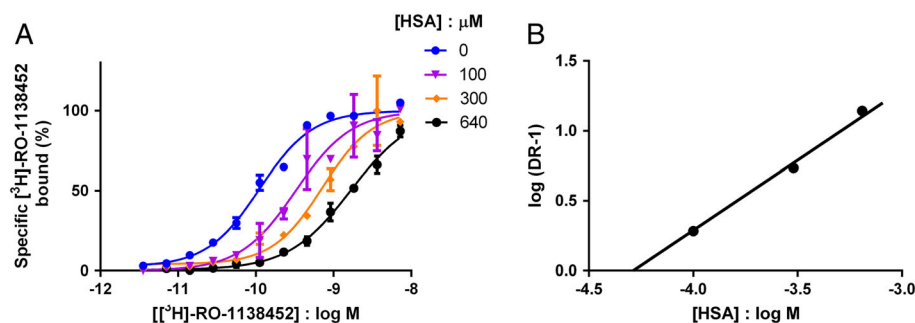 A
[HSA] : µM
0
100
300
640
Specific [³H]-RO-1138452
bound (%)
100
50
0
-12
-11
-10
-9
-8
[[³H]-RO-1138452] : log M
B
log (DR-1)
1.5
1.0
0.5
0.0
-4.5
-4.0
-3.5
-3.0
[HSA] : log M